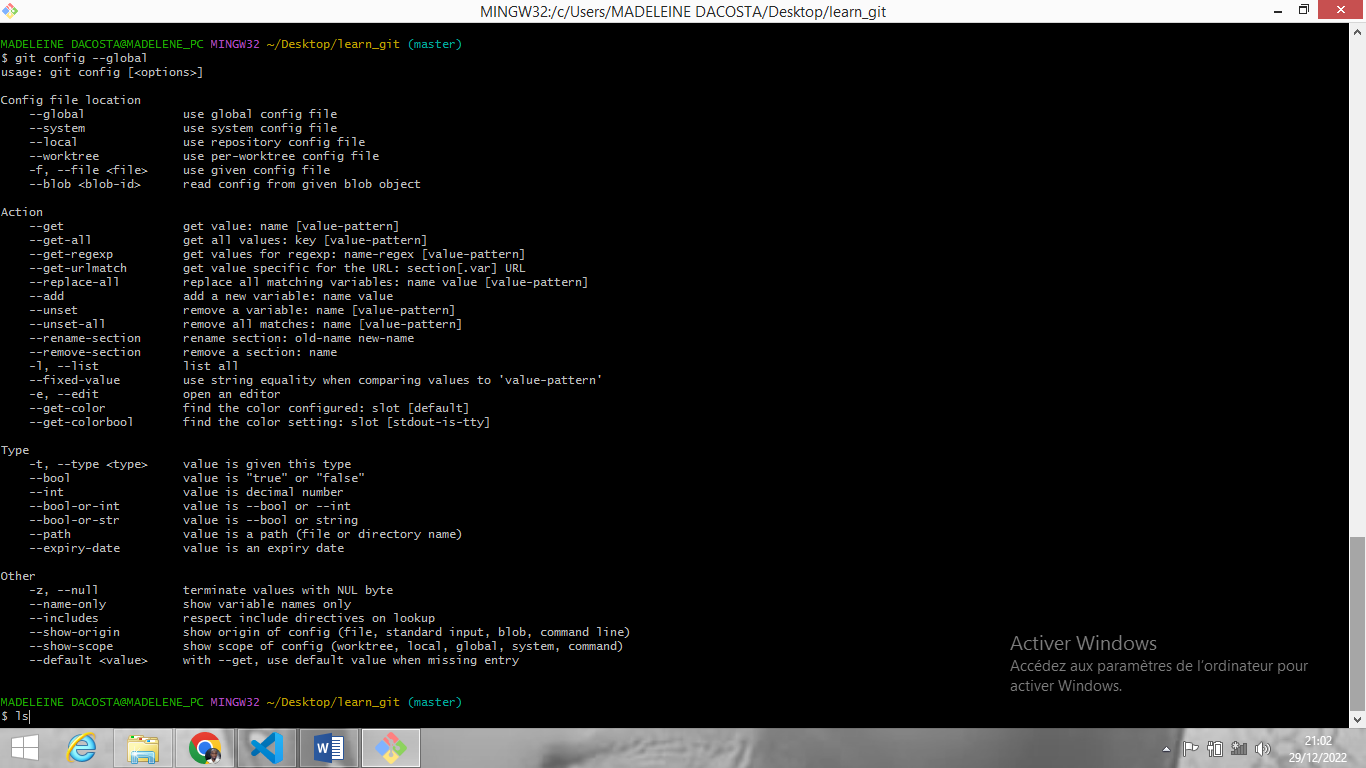 MINGW32:/c/Users/MADELEINE DACOSTA/Desktop/learn_git
MADELEINE DACOSTA@MADELENE_PC MINGW32 ~/Desktop/learn_git (master)
$ git config --global
usage: git config [<options>]
Config file location
--global use global config file
--system use system config file
--local use repository config file
--worktree use per-worktree config file
-f, --file <file> use given config file
--blob <blob-id> read config from given blob object
Action
--get get value: name [value-pattern]
--get-all get all values: key [value-pattern]
--get-regexp get values for regexp: name-regex [value-pattern]
--get-urlmatch get value specific for the URL: section[.var] URL
--replace-all replace all matching variables: name value [value-pattern]
--add add a new variable: name value
--unset remove a variable: name [value-pattern]
--unset-all remove all matches: name [value-pattern]
--rename-section rename section: old-name new-name
--remove-section remove a section: name
-l, --list list all
--fixed-value use string equality when comparing values to 'value-pattern'
-e, --edit open an editor
--get-color find the color configured: slot [default]
--get-colorbool find the color setting: slot [stdout-is-tty]
Type
-t, --type <type> value is given this type
--bool value is "true" or "false"
--int value is decimal number
--bool-or-int value is --bool or --int
--bool-or-str value is --bool or string
--path value is a path (file or directory name)
--expiry-date value is an expiry date
Other
-z, --null terminate values with NUL byte
--name-only show variable names only
--includes respect include directives on lookup
--show-origin show origin of config (file, standard input, blob, command line)
--show-scope show scope of config (worktree, local, global, system, command)
--default <value> with --get, use default value when missing entry
Activer Windows
Accédez aux paramètres de l'ordinateur pour
activer Windows.
MADELEINE DACOSTA@MADELENE_PC MINGW32 ~/Desktop/learn_git (master)
$ ls
21:02
29/12/2022